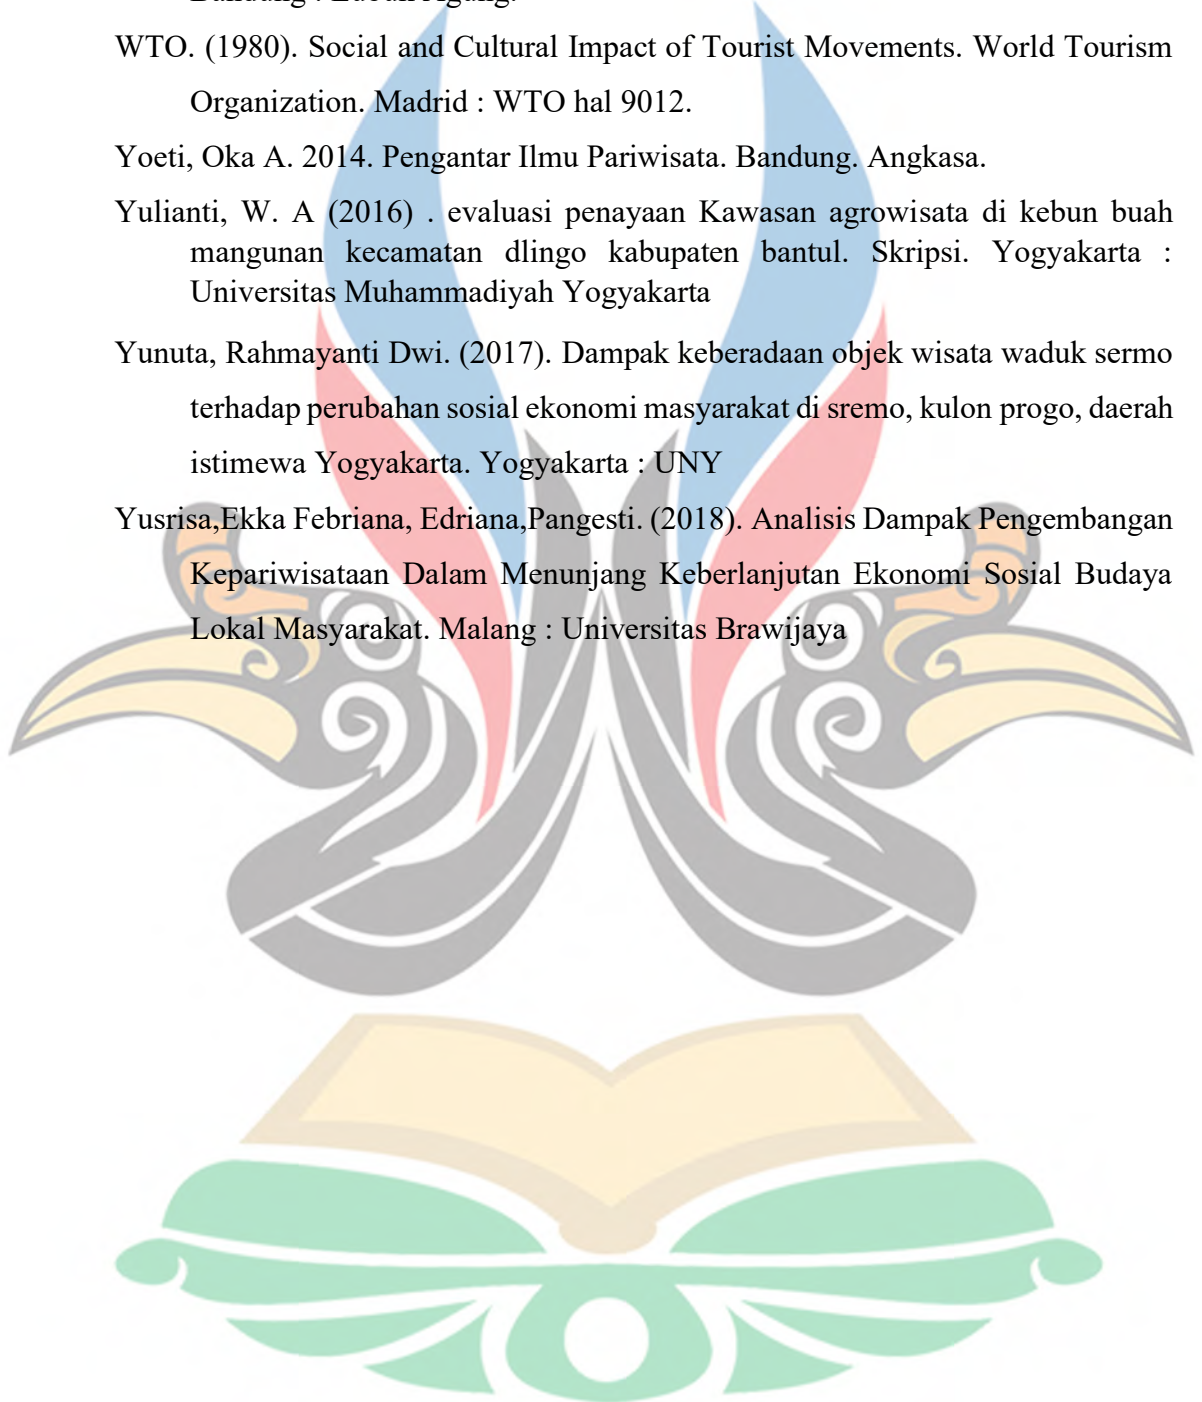 WTO. (1980). Social and Cultural Impact of Tourist Movements. World Tourism
Organization. Madrid : WTO hal 9012.
Yoeti, Oka A. 2014. Pengantar Ilmu Pariwisata. Bandung. Angkasa.
Yulianti, W. A (2016) . evaluasi penayaan Kawasan agrowisata di kebun buah
mangunan kecamatan dlingo kabupaten bantul. Skripsi. Yogyakarta :
Universitas Muhammadiyah Yogyakarta
Yunuta, Rahmayanti Dwi. (2017). Dampak keberadaan objek wisata waduk sermo
terhadap perubahan sosial ekonomi masyarakat di sremo, kulon progo, daerah
istimewa Yogyakarta. Yogyakarta : UNY
Yusrisa,Ekka Febriana, Edriana,Pangesti. (2018). Analisis Dampak Pengembangan
Kepariwisataan Dalam Menunjang Keberlanjutan Ekonomi Sosial Budaya
Lokal Masyarakat. Malang : Universitas Brawijaya